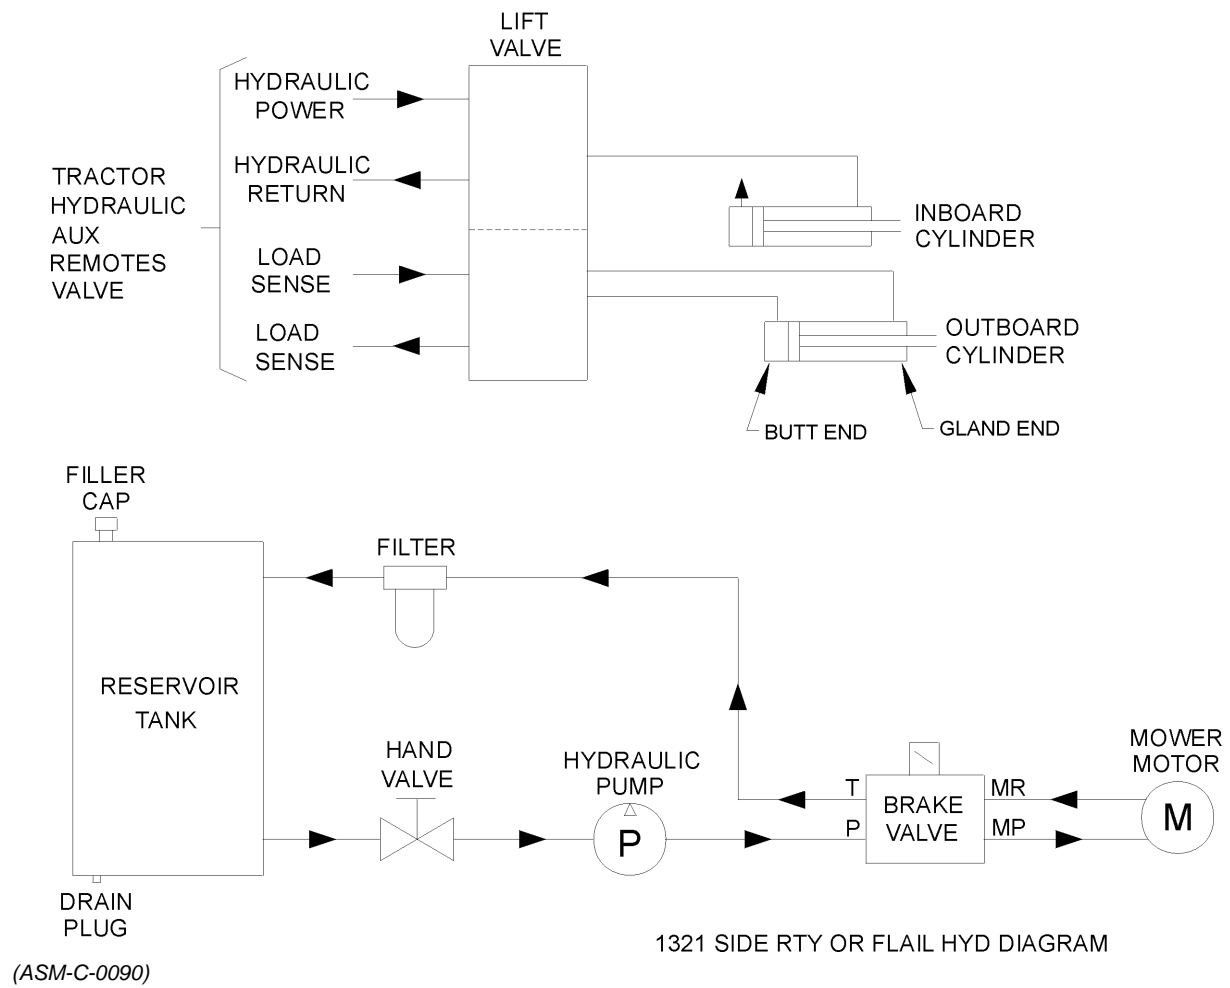 LIFT
VALVE
HYDRAULIC
POWER
HYDRAULIC
RETURN
TRACTOR
HYDRAULIC
AUX
REMOTES
VALVE
LOAD
SENSE
LOAD
SENSE
INBOARD
CYLINDER
OUTBOARD
CYLINDER
BUTT END
GLAND END
FILLER
CAP
FILTER
RESERVOIR
TANK
HAND
VALVE
HYDRAULIC
PUMP
P
T
P
BRAKE
VALVE
MR
MP
MOWER
MOTOR
M
DRAIN
PLUG
1321 SIDE RTY OR FLAIL HYD DIAGRAM
(ASM-C-0090)